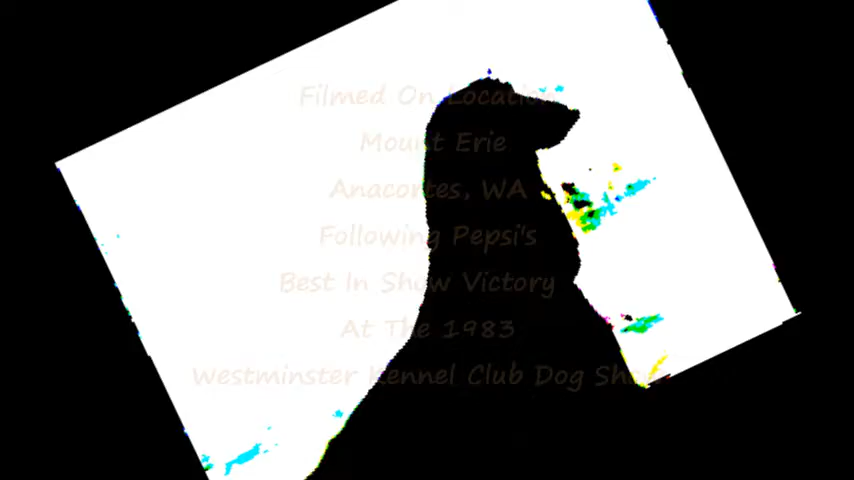 Filmed On Location
Mount Erie
Anacortes, WA
Following Pepsi's
Best In Show Victory
At The 1983
Westminster Kennel Club Dog Show